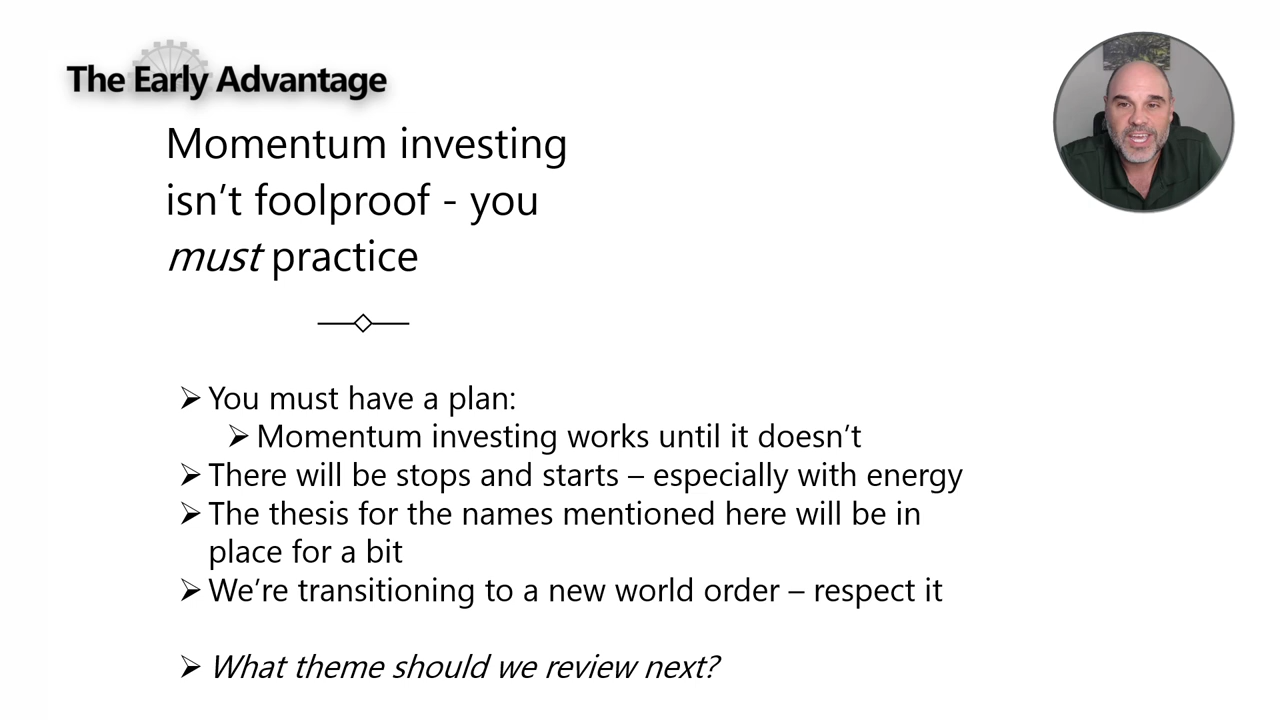 The Early Advantage
Momentum investing
isn’t foolproof - you
must practice
➢ You must have a plan:
➢ Momentum investing works until it doesn’t
➢ There will be stops and starts – especially with energy
➢ The thesis for the names mentioned here will be in
place for a bit
➢ We’re transitioning to a new world order – respect it
➢ What theme should we review next?